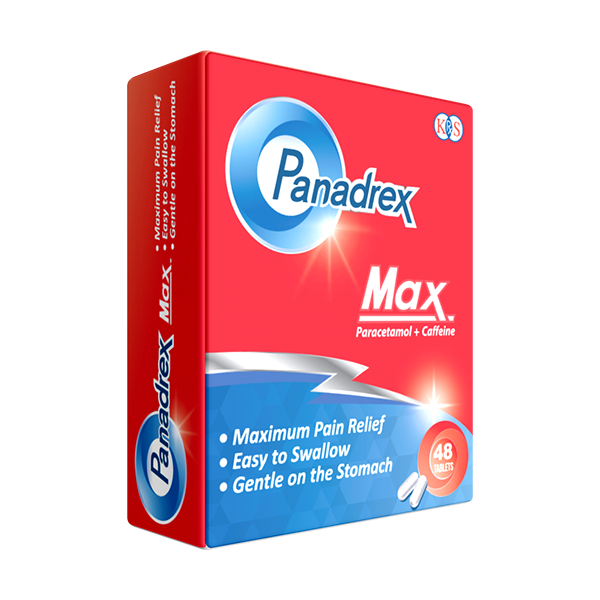 KPS
Panadrex
Max
Paracetamol + Caffeine
• Maximum Pain Relief
• Easy to Swallow
• Gentle on the Stomach
48
TABLETS
Panadrex Max
• Maximum Pain Relief
• Easy to Swallow
• Gentle on the Stomach